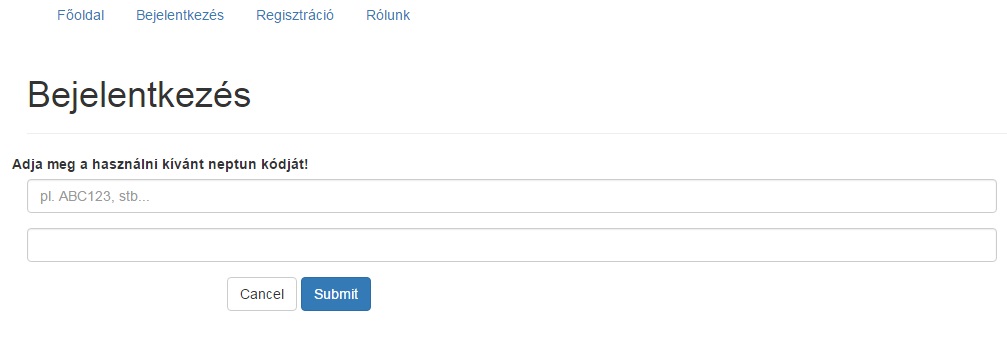 Főoldal Bejelentkezés Regisztráció Rólunk
Bejelentkezés
Adja meg a használni kívánt neptun kódját!
pl. ABC123, stb...
Cancel Submit